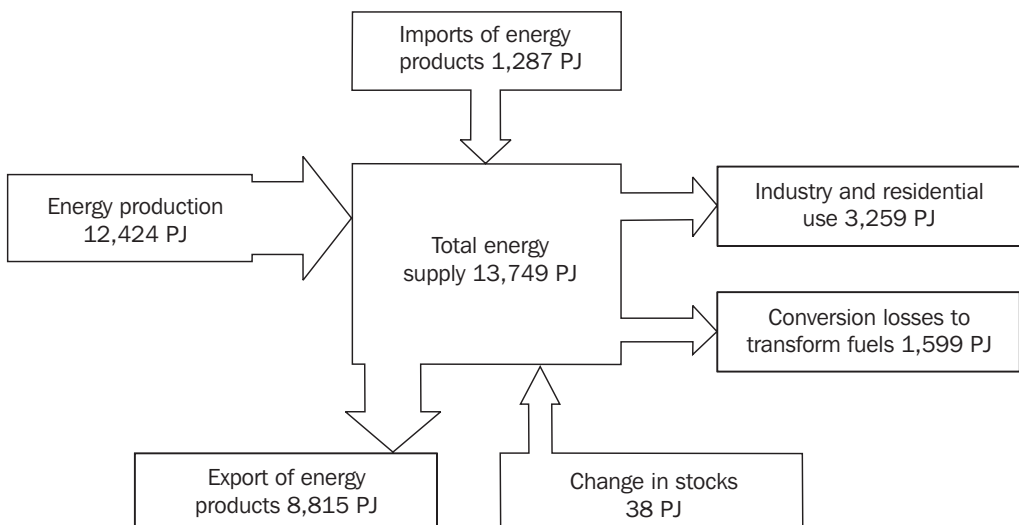 Imports of energy
products 1,287 PJ
Energy production
12,424 PJ
Total energy
supply 13,749 PJ
Industry and residential
use 3,259 PJ
Conversion losses to
transform fuels 1,599 PJ
Export of energy
products 8,815 PJ
Change in stocks
38 PJ